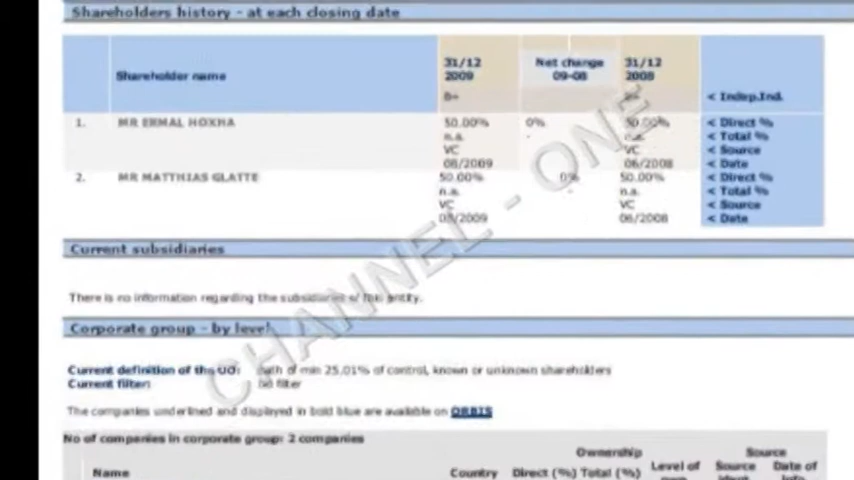 Shareholders history - at each closing date
Shareholder name
31/12 2009
Net change 09-08
31/12 2008
B+
< Indep.Ind.
1. MR ERMAL HOXHA 50.00% 0% 50.00% < Direct %
n.a. - n.a. < Total %
VC VC < Source
06/2009 06/2008 < Date
2. MR MATTHIAS GLATTE 50.00% 0% 50.00% < Direct %
n.a. - n.a. < Total %
VC VC < Source
/2009 06/2008 < Date
Current subsidiaries
There is no information regarding the subsidiaries of this entity.
Corporate group - by level
Current definition of the UO: path of min 25.01% of control, known or unknown shareholders
Current filter: no filter
The companies underlined and displayed in bold blue are available on ORBIS
No of companies in corporate group: 2 companies
Ownership Source
Name Country Direct (%) Total (%) Level of own. Source ident. Date of info.
CHANNEL - ONE